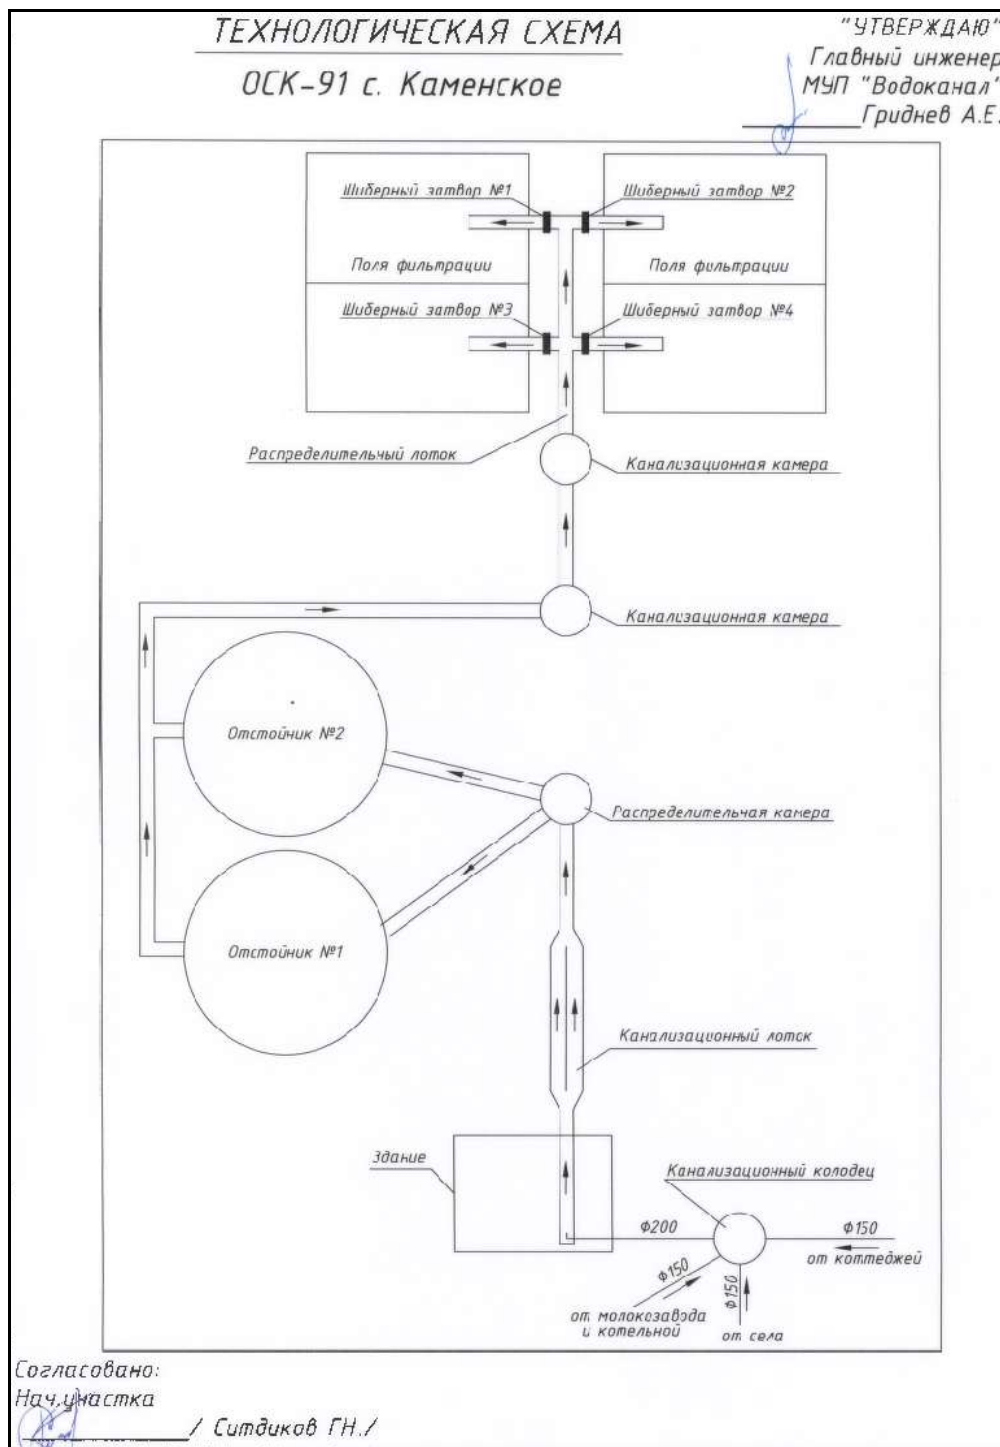 ТЕХНОЛОГИЧЕСКАЯ СХЕМА
ОСК-91 с. Каменское
"УТВЕРЖДАЮ"
Главный инженер
МУП "Водоканал"
Гриднев А.Е.
Шиберный затвор №1
Шиберный затвор №2
Поля фильтрации
Поля фильтрации
Шиберный затвор №3
Шиберный затвор №4
Распределительный лоток
Канализационная камера
Канализационная камера
Отстойник №2
Распределительная камера
Отстойник №1
Канализационный лоток
Здание
Канализационный колодец
Ф200
Ф150
от коттеджей
Ф150
от молокозавода
и котельной
Ф150
от села
Согласовано:
Нач.участка
/ Ситдиков Г.Н./